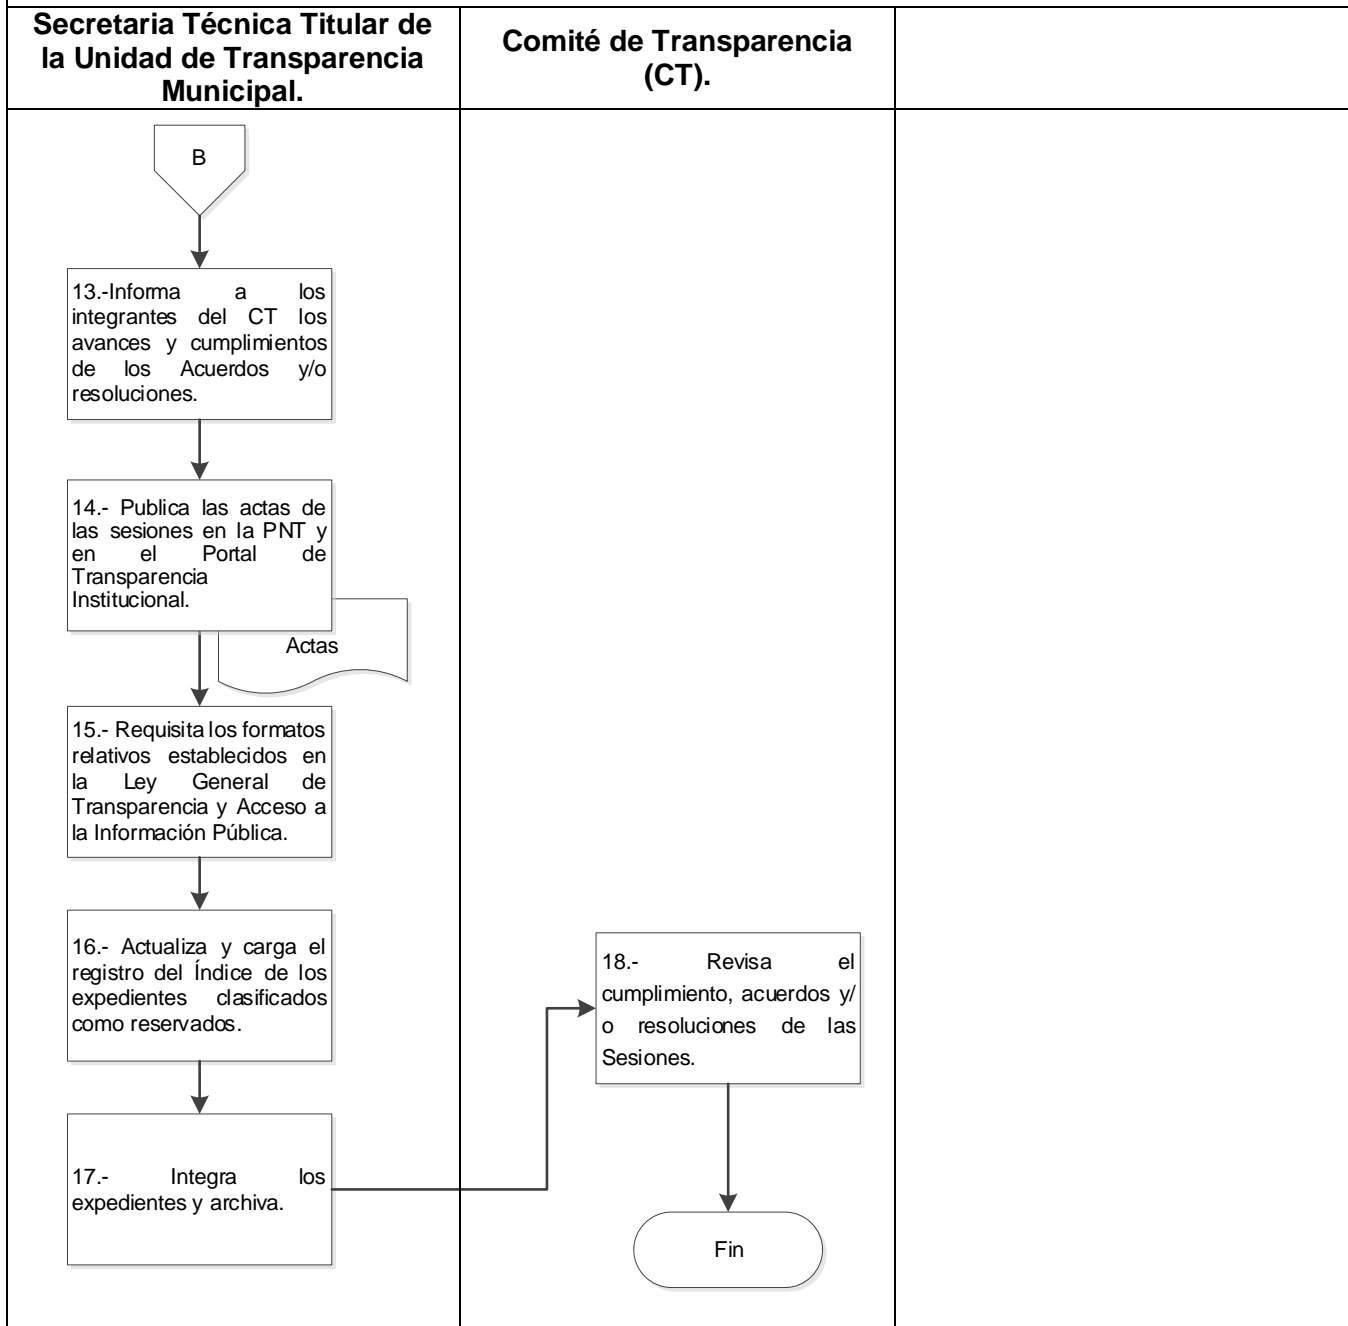 Secretaria Técnica Titular de
la Unidad de Transparencia
Municipal.
Comité de Transparencia
(CT).
B
13.-Informa a los
integrantes del CT los
avances y cumplimientos
de los Acuerdos y/o
resoluciones.
14.- Publica las actas de
las sesiones en la PNT y
en el Portal de
Transparencia
Institucional.
Actas
15.- Requisita los formatos
relativos establecidos en
la Ley General de
Transparencia y Acceso a
la Información Pública.
16.- Actualiza y carga el
registro del Índice de los
expedientes clasificados
como reservados.
17.- Integra los
expedientes y archiva.
18.- Revisa el
cumplimiento, acuerdos y/
o resoluciones de las
Sesiones.
Fin